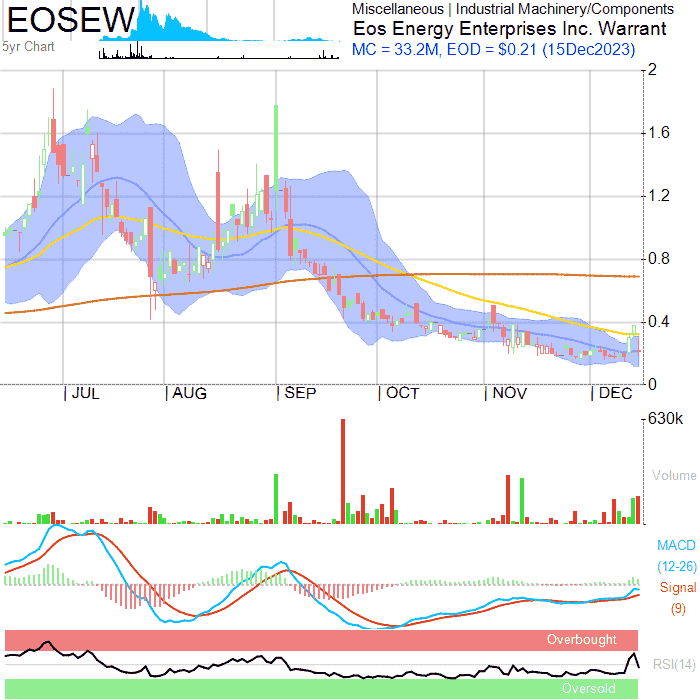 EOSEW
5yr Chart
Miscellaneous | Industrial Machinery/Components
Eos Energy Enterprises Inc. Warrant
MC = 33.2M, EOD = $0.21 (15Dec2023)
2
1.6
1.2
0.8
0.4
0
| JUL | AUG | SEP | OCT | NOV | DEC
630k
Volume
MACD
(12-26)
Signal
(9)
Overbought
RSI(14)
Oversold